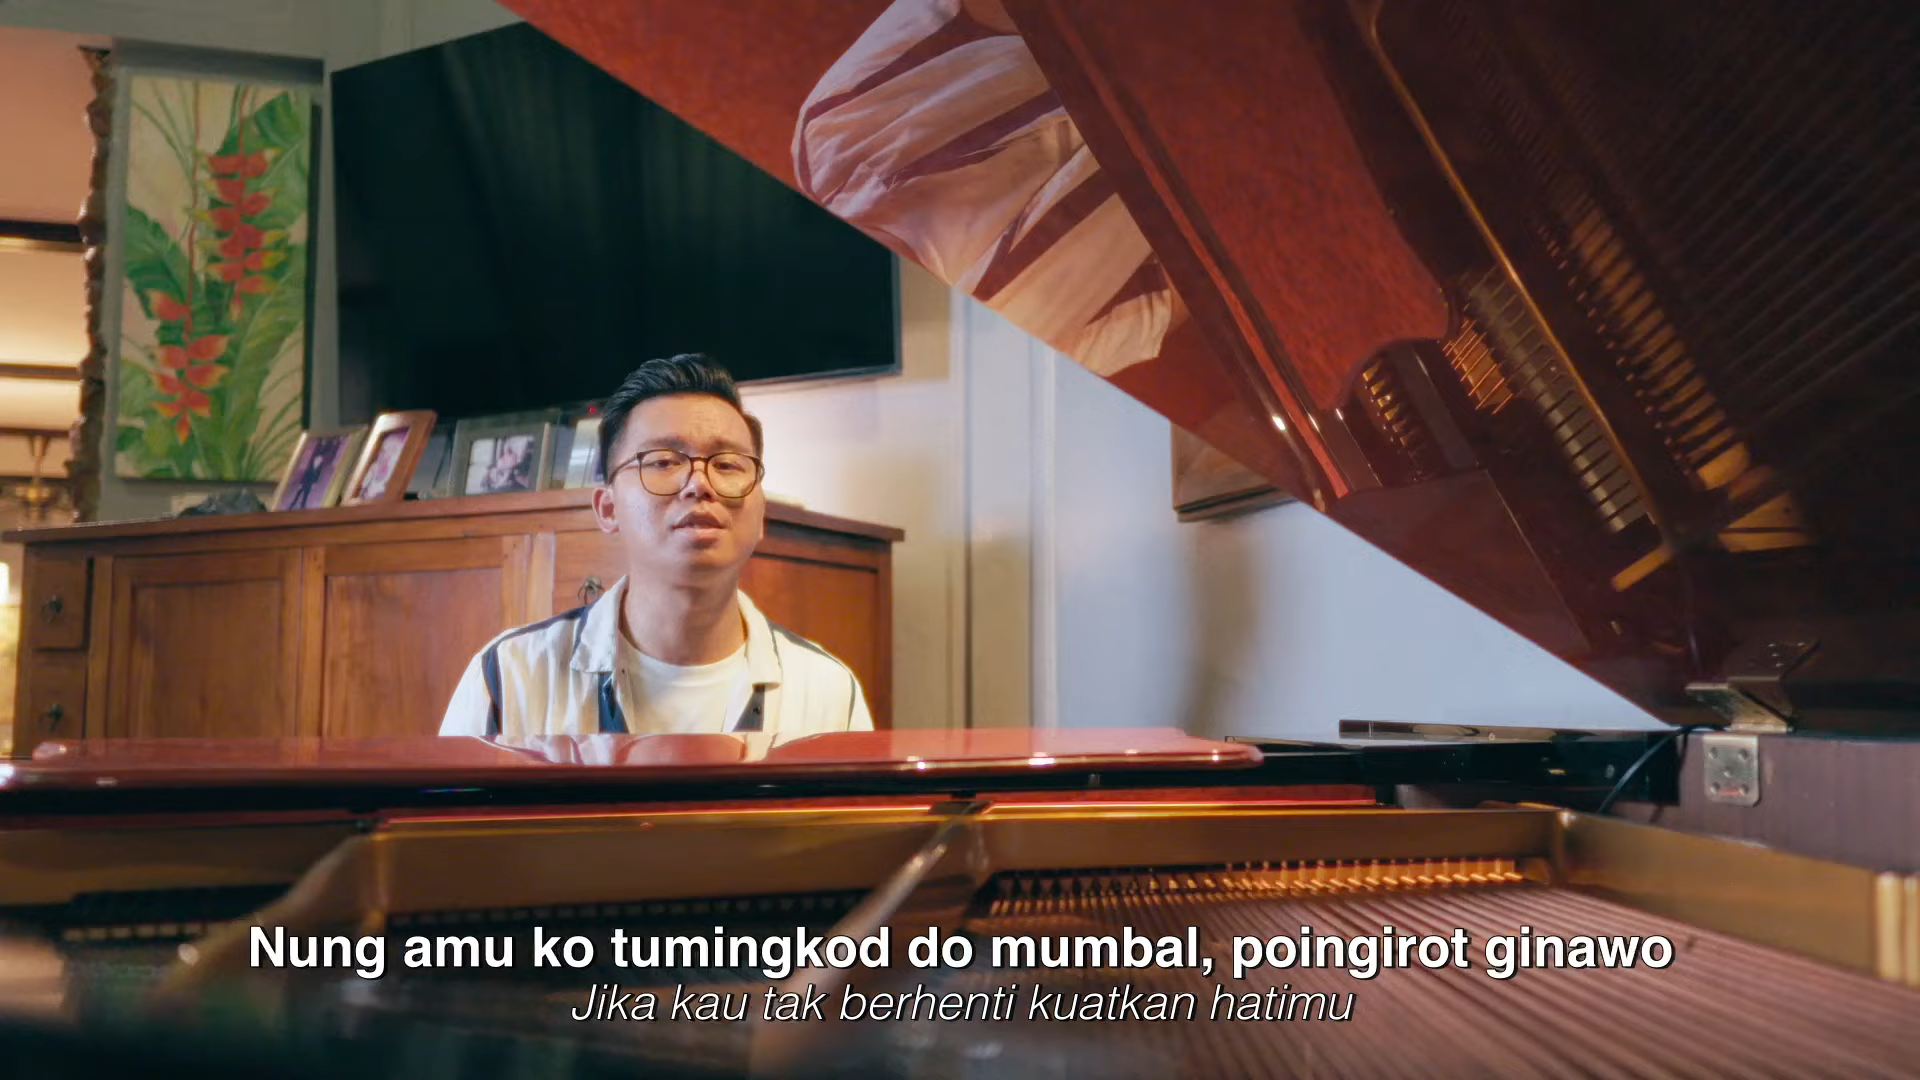 Nung amu ko tumingkod do mumbal, poingirot ginawo
Jika kau tak berhenti kuatkan hatimu